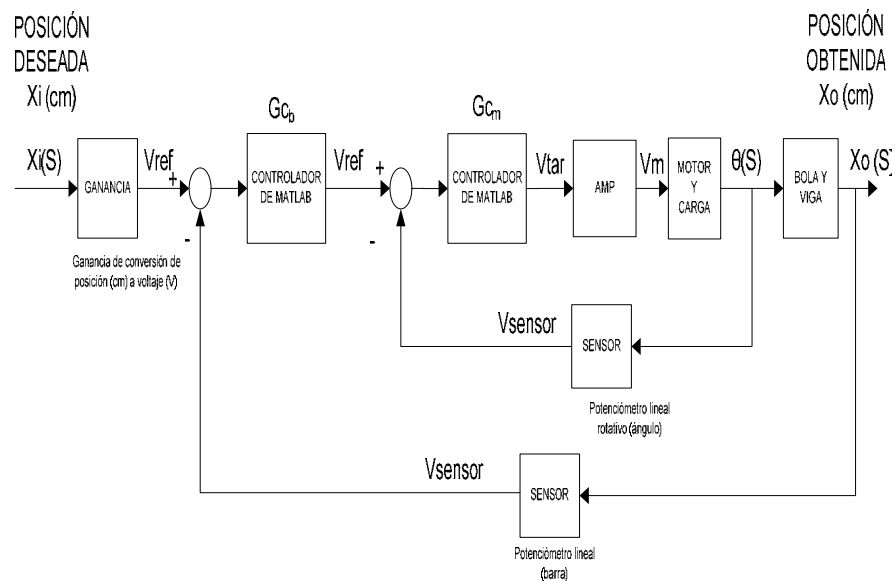 POSICIÓN
DESEADA
Xi (cm)
POSICIÓN
OBTENIDA
Xo (cm)
Gc_b
Gc_m
Xi(S)
GANANCIA
Vref
+
-
CONTROLADOR
DE MATLAB
Vref
+
-
CONTROLADOR
DE MATLAB
Vtar
AMP
Vm
MOTOR
Y
CARGA
θ(S)
BOLA Y
VIGA
Xo (S)
Ganancia de conversión de
posición (cm) a voltaje (V)
Vsensor
SENSOR
Potenciómetro lineal
rotativo (ángulo)
Vsensor
SENSOR
Potenciómetro lineal
(barra)